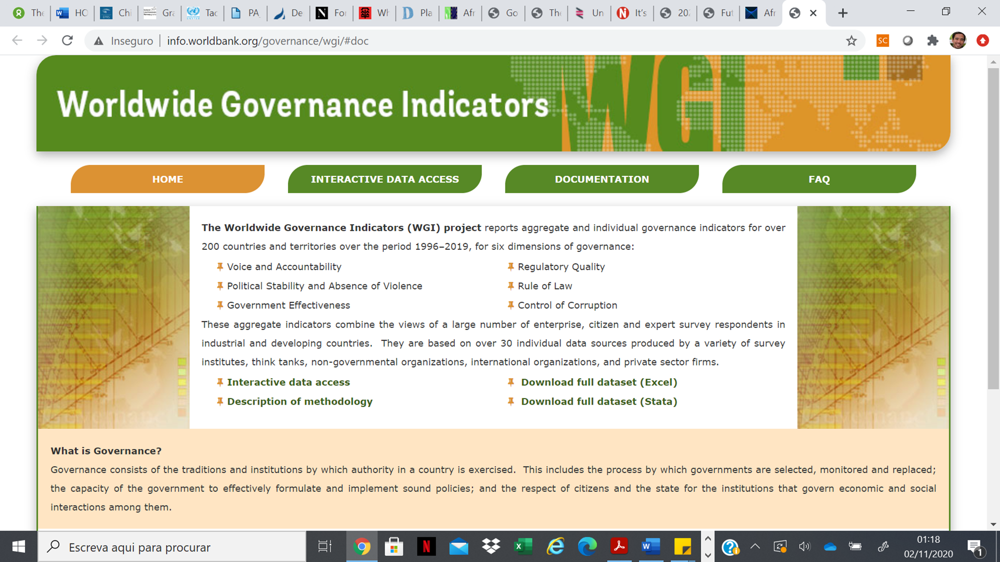 The
HO
Chi
Gra
Tac
PA_
De
For
Wh
Pla
Afr
Go
The
Un
It's
202
Fut
Afr
Inseguro
info.worldbank.org/governance/wgi/#doc
SC
Worldwide Governance Indicators
WGI
HOME
INTERACTIVE DATA ACCESS
DOCUMENTATION
FAQ
The Worldwide Governance Indicators (WGI) project reports aggregate and individual governance indicators for over
200 countries and territories over the period 1996–2019, for six dimensions of governance:
Voice and Accountability
Regulatory Quality
Political Stability and Absence of Violence
Rule of Law
Government Effectiveness
Control of Corruption
These aggregate indicators combine the views of a large number of enterprise, citizen and expert survey respondents in
industrial and developing countries. They are based on over 30 individual data sources produced by a variety of survey
institutes, think tanks, non-governmental organizations, international organizations, and private sector firms.
Interactive data access
Download full dataset (Excel)
Description of methodology
Download full dataset (Stata)
What is Governance?
Governance consists of the traditions and institutions by which authority in a country is exercised. This includes the process by which governments are selected, monitored and replaced;
the capacity of the government to effectively formulate and implement sound policies; and the respect of citizens and the state for the institutions that govern economic and social
interactions among them.
Escreva aqui para procurar
01:18
02/11/2020
1